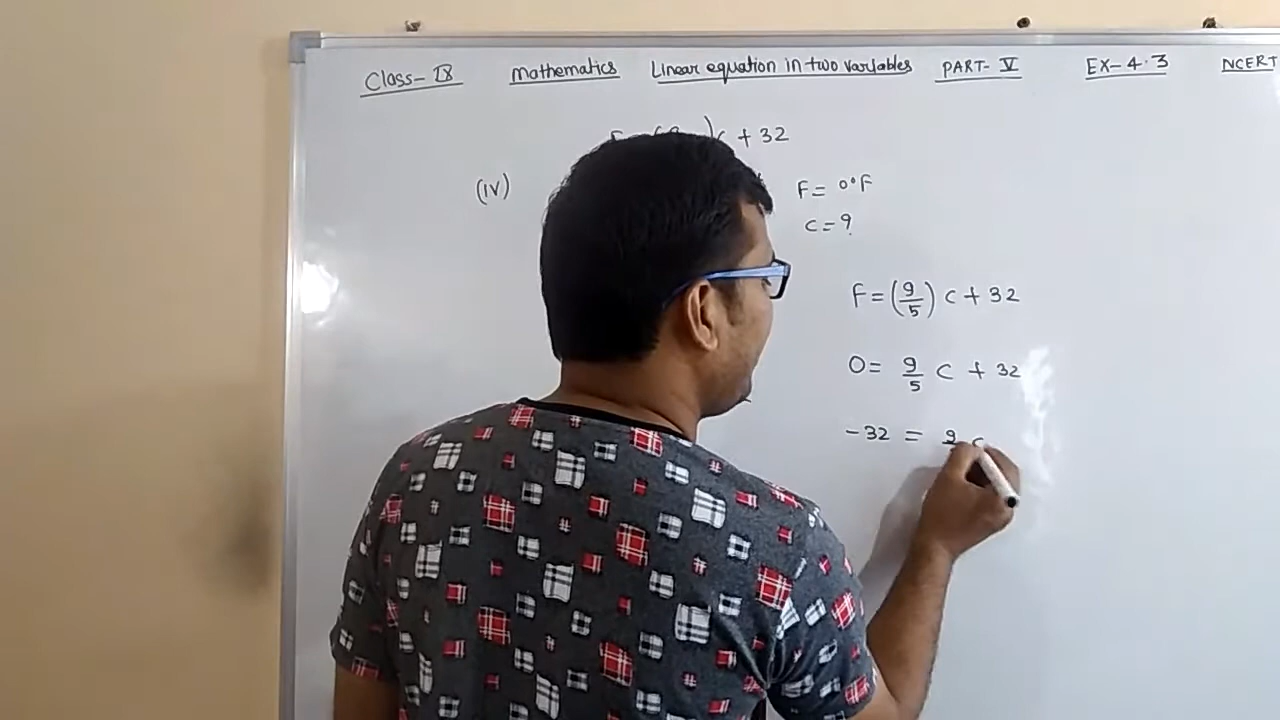 Class-IX Mathematics Linear equation in two variables PART-V EX-4.3 NCERT
C + 32
(iv) F = 0°F
C = ?
F = (9/5) C + 32
0 = 9/5 C + 32
-32 = 9 C